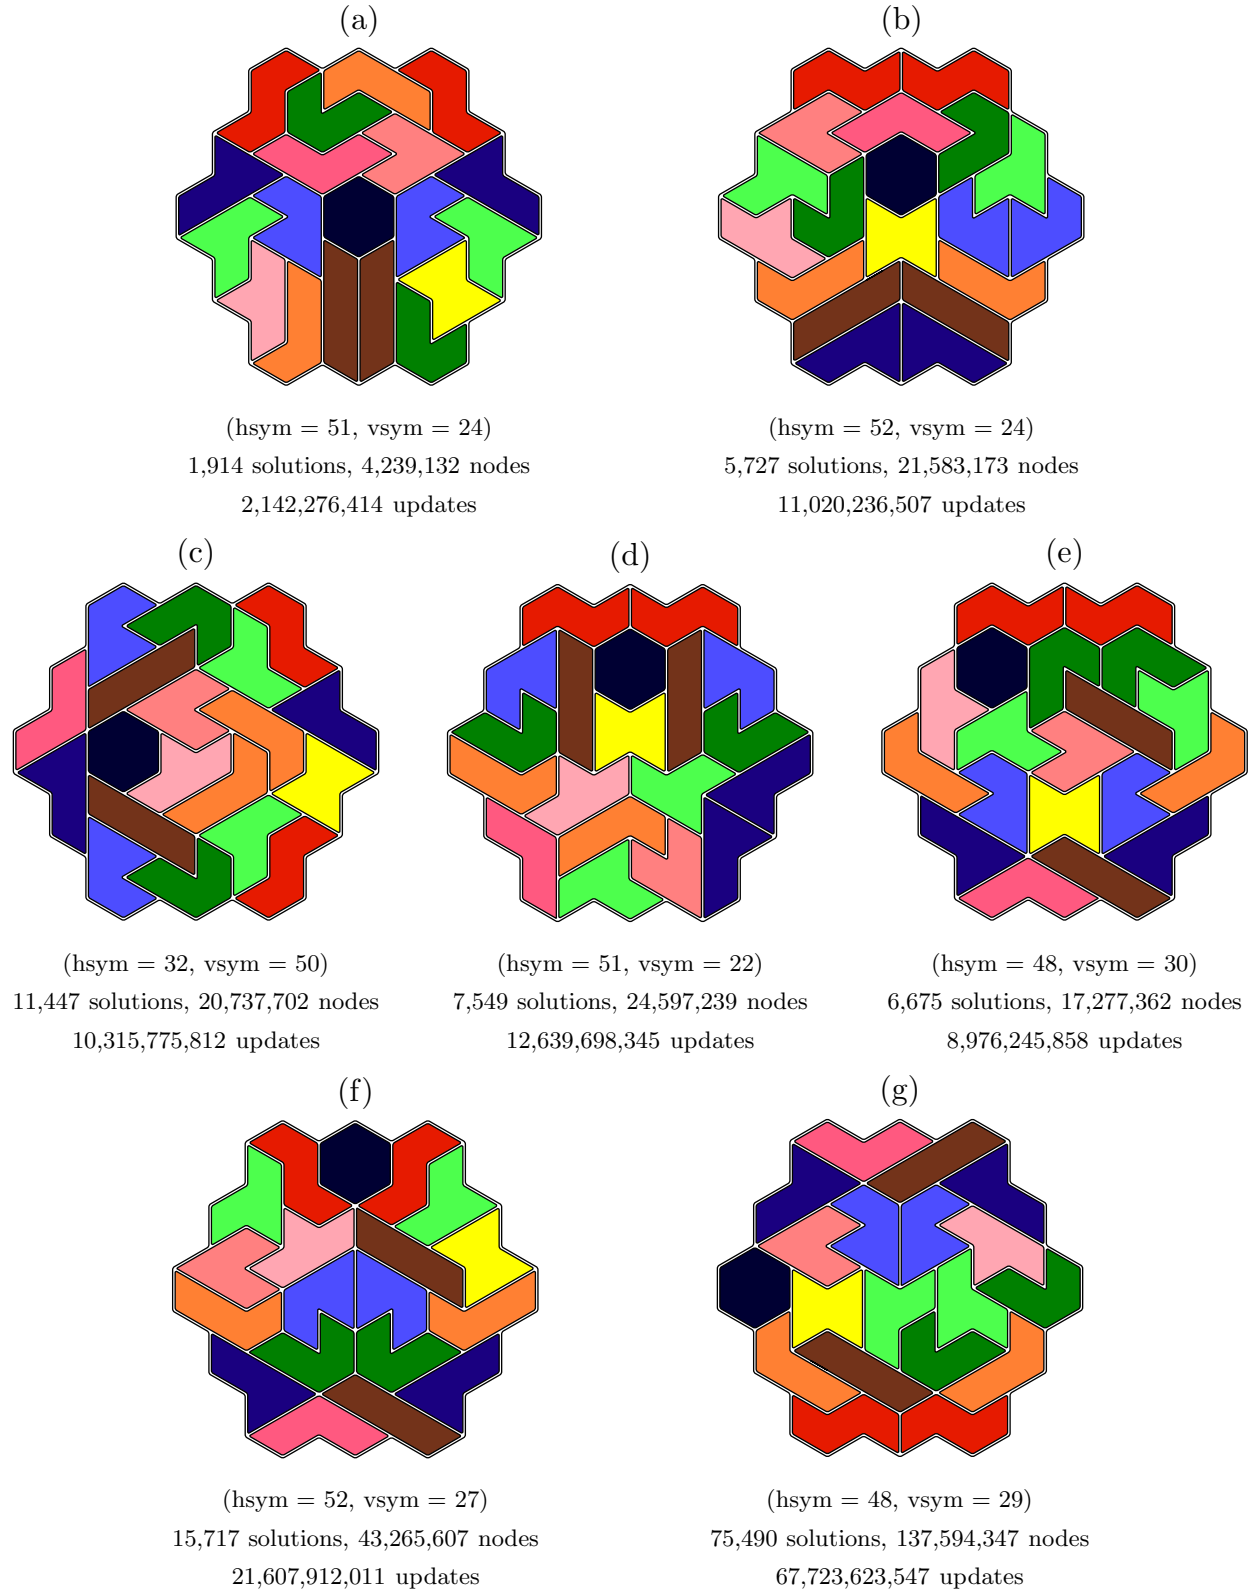 (a)
(b)
(hsym = 51, vsym = 24)
1,914 solutions, 4,239,132 nodes
2,142,276,414 updates
(hsym = 52, vsym = 24)
5,727 solutions, 21,583,173 nodes
11,020,236,507 updates
(c)
(d)
(e)
(hsym = 32, vsym = 50)
11,447 solutions, 20,737,702 nodes
10,315,775,812 updates
(hsym = 51, vsym = 22)
7,549 solutions, 24,597,239 nodes
12,639,698,345 updates
(hsym = 48, vsym = 30)
6,675 solutions, 17,277,362 nodes
8,976,245,858 updates
(f)
(g)
(hsym = 52, vsym = 27)
15,717 solutions, 43,265,607 nodes
21,607,912,011 updates
(hsym = 48, vsym = 29)
75,490 solutions, 137,594,347 nodes
67,723,623,547 updates